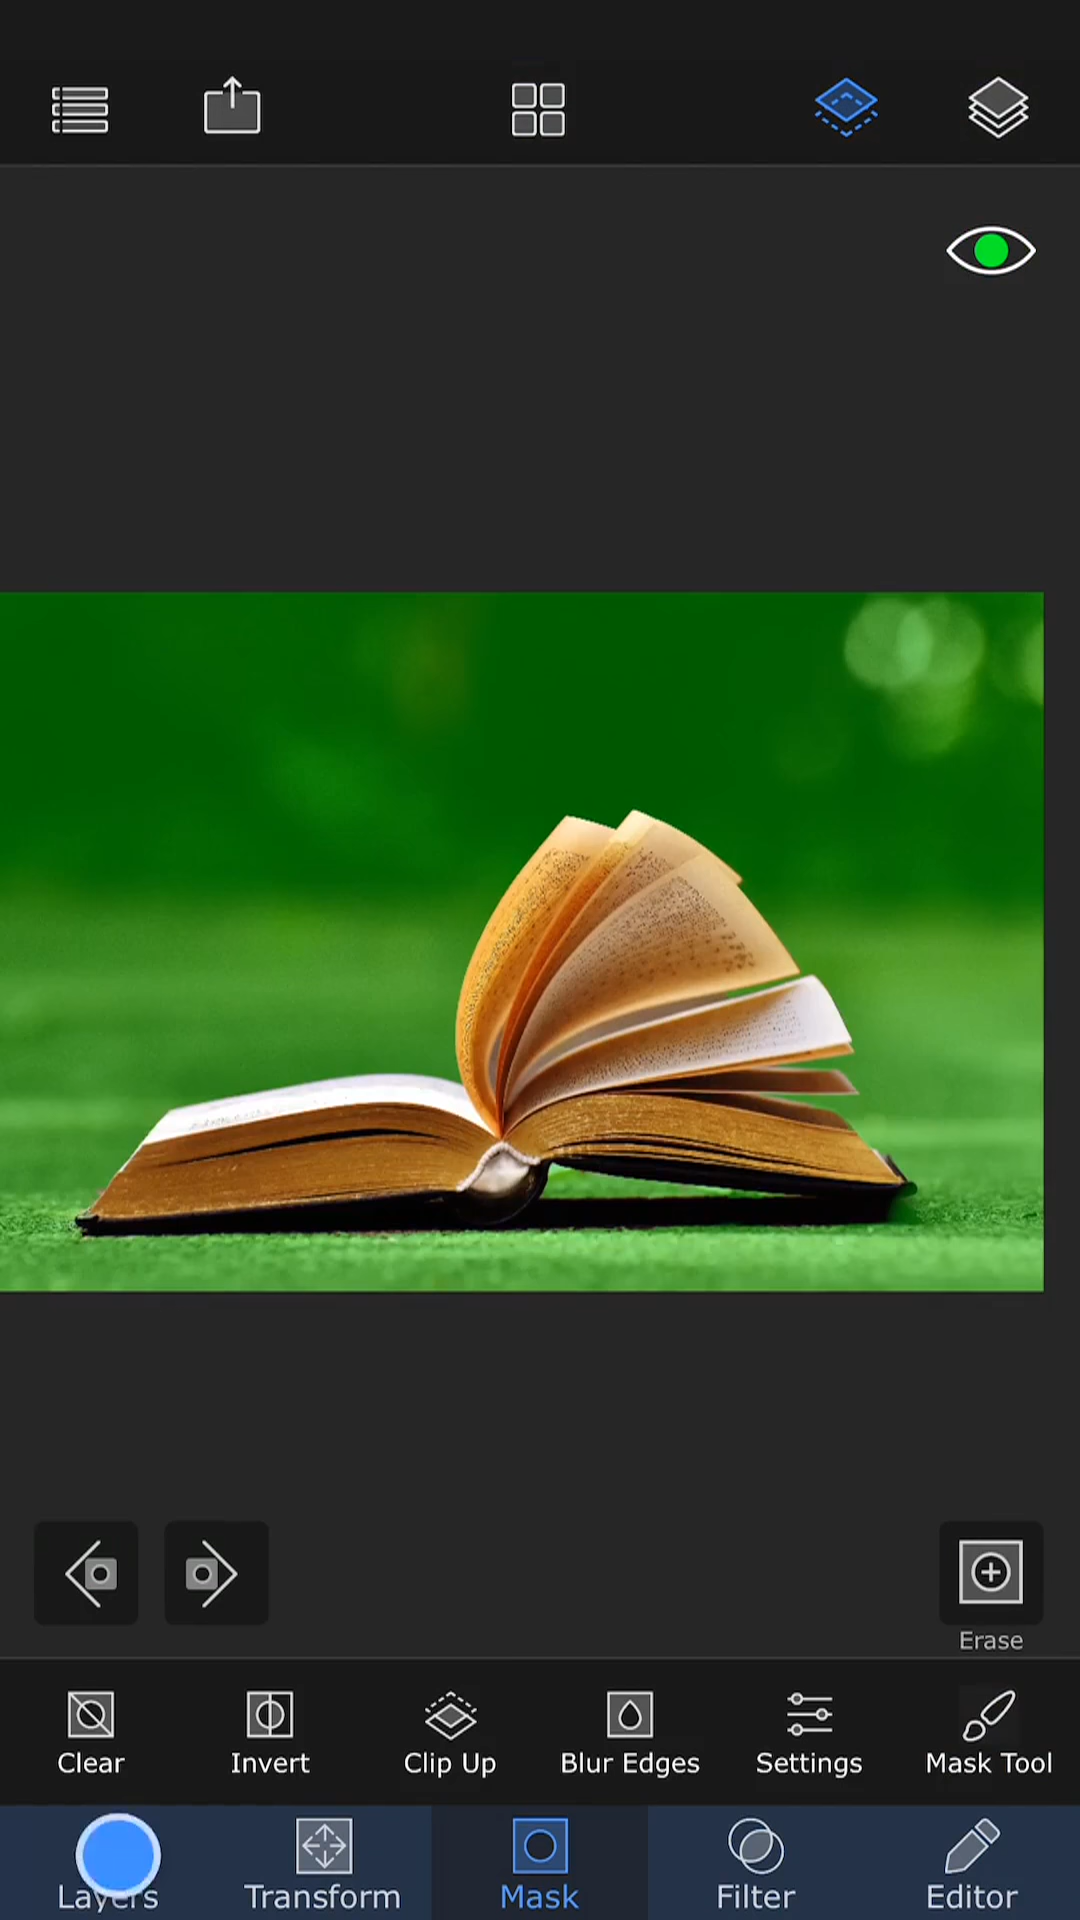 Erase
Clear Invert Clip Up Blur Edges Settings Mask Tool
Layers Transform Mask Filter Editor